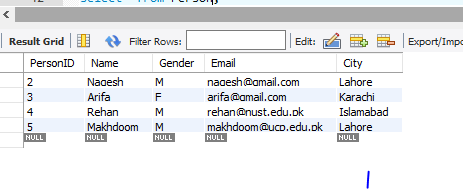 42 select * from Person;
Result Grid Filter Rows: Edit: Export/Impo
PersonID Name Gender Email City
2 Nagesh M nagesh@gmail.com Lahore
3 Arifa F arifa@gmail.com Karachi
4 Rehan M rehan@nust.edu.pk Islamabad
5 Makhdoom M makhdoom@ucp.edu.pk Lahore
NULL NULL NULL NULL NULL